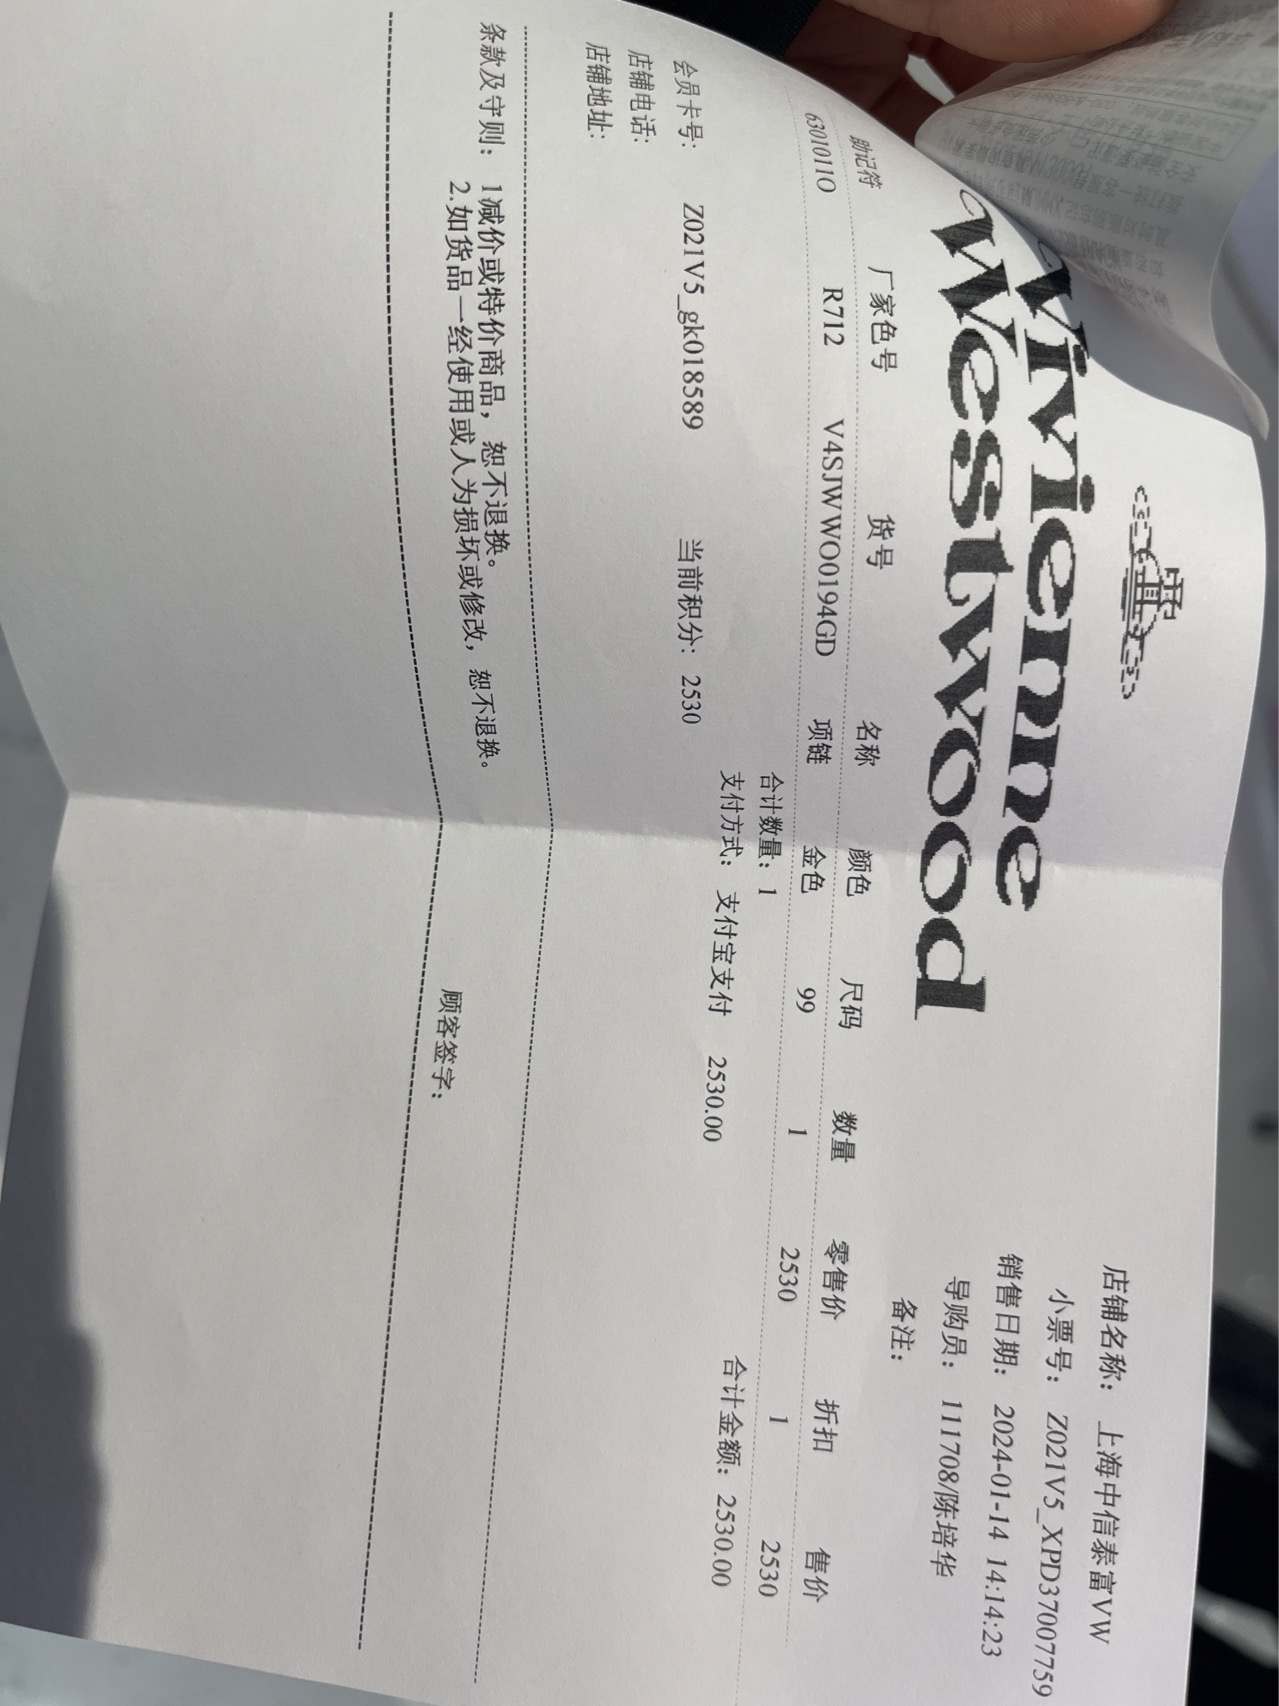 Vivienne
Westwood
店铺名称： 上海中信泰富VW
小票号： Z021V5_XPD37007759
销售日期： 2024-01-14 14:14:23
导购员： 111708/陈培华
备注：
助记符 厂家色号 货号 名称 颜色 尺码 数量 零售价 折扣 售价
6301011O R712 V4SJWWO0194GD 项链 金色 99 1 2530 1 2530
合计数量：1 合计金额：2530.00
支付方式： 支付宝支付 2530.00
会员卡号： Z021V5_gk018589 当前积分: 2530
店铺电话:
店铺地址:
条款及守则： 1减价或特价商品，恕不退换。
2.如货品一经使用或人为损坏或修改，恕不退换。
顾客签字：